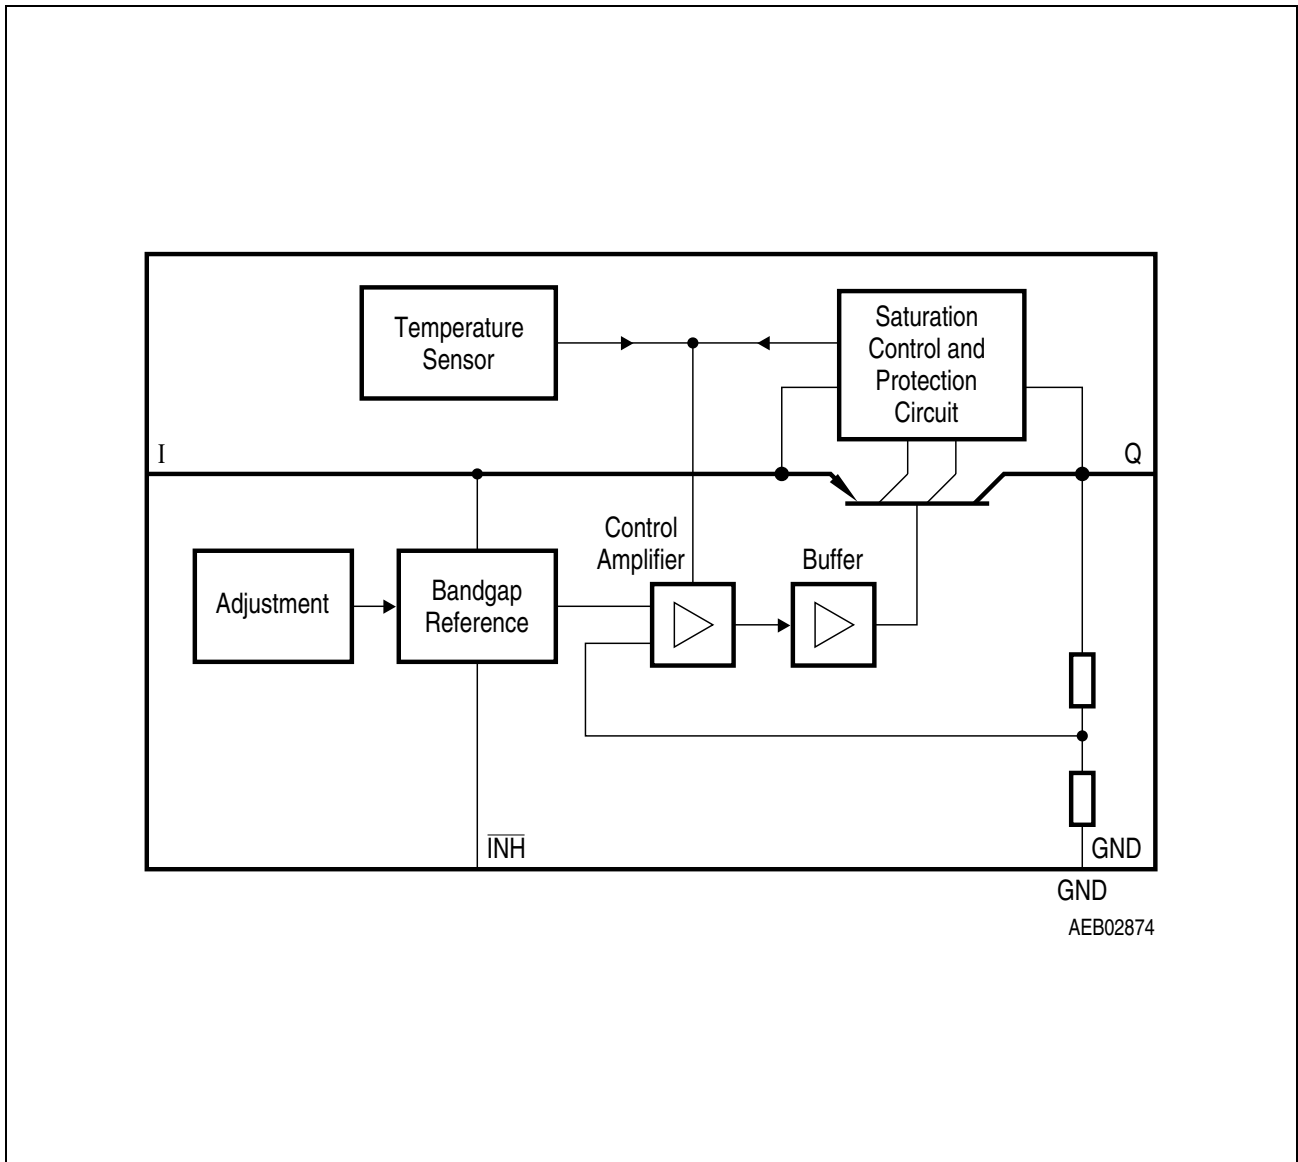 Temperature
Sensor
Saturation
Control and
Protection
Circuit
I
Q
Control
Amplifier
Buffer
Adjustment
Bandgap
Reference
INH
GND
GND
AEB02874